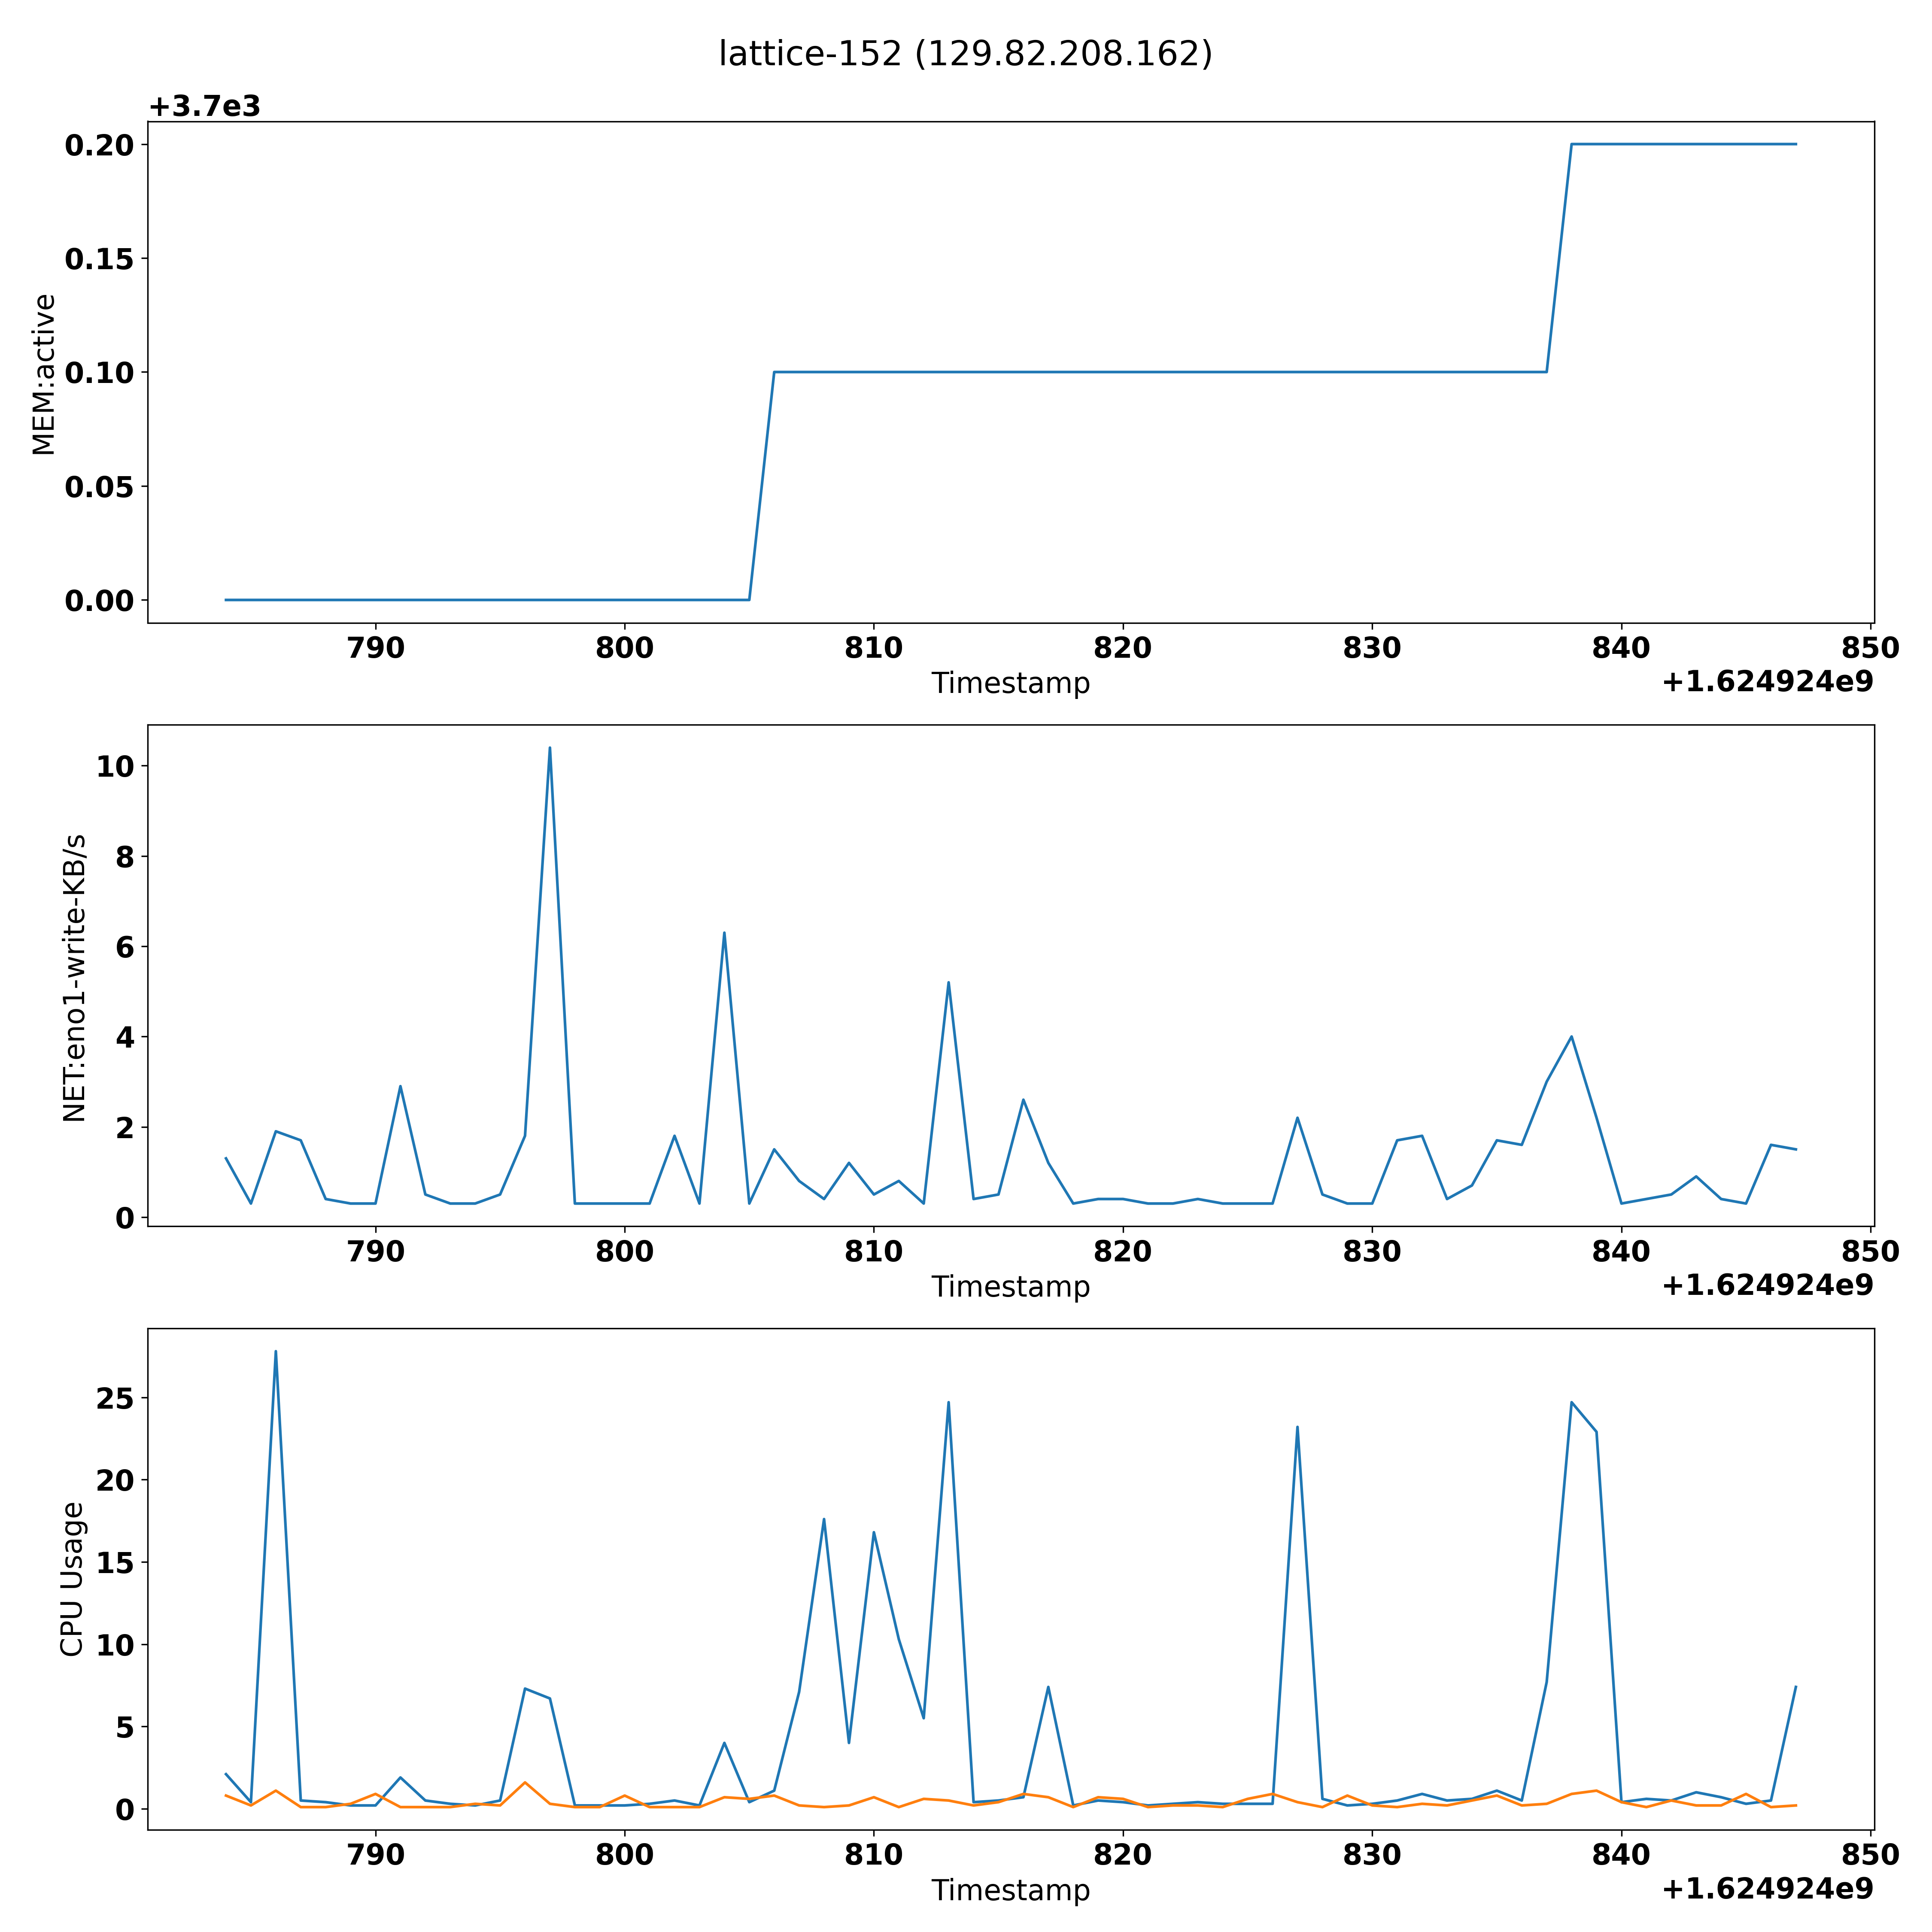 lattice-152 (129.82.208.162)
+3.7e3
0.20
0.15
0.10
0.05
0.00
MEM:active
790 800 810 820 830 840 850
Timestamp
+1.624924e9
10
8
6
4
2
0
NET:eno1-write-KB/s
790 800 810 820 830 840 850
Timestamp
+1.624924e9
25
20
15
10
5
0
CPU Usage
790 800 810 820 830 840 850
Timestamp
+1.624924e9